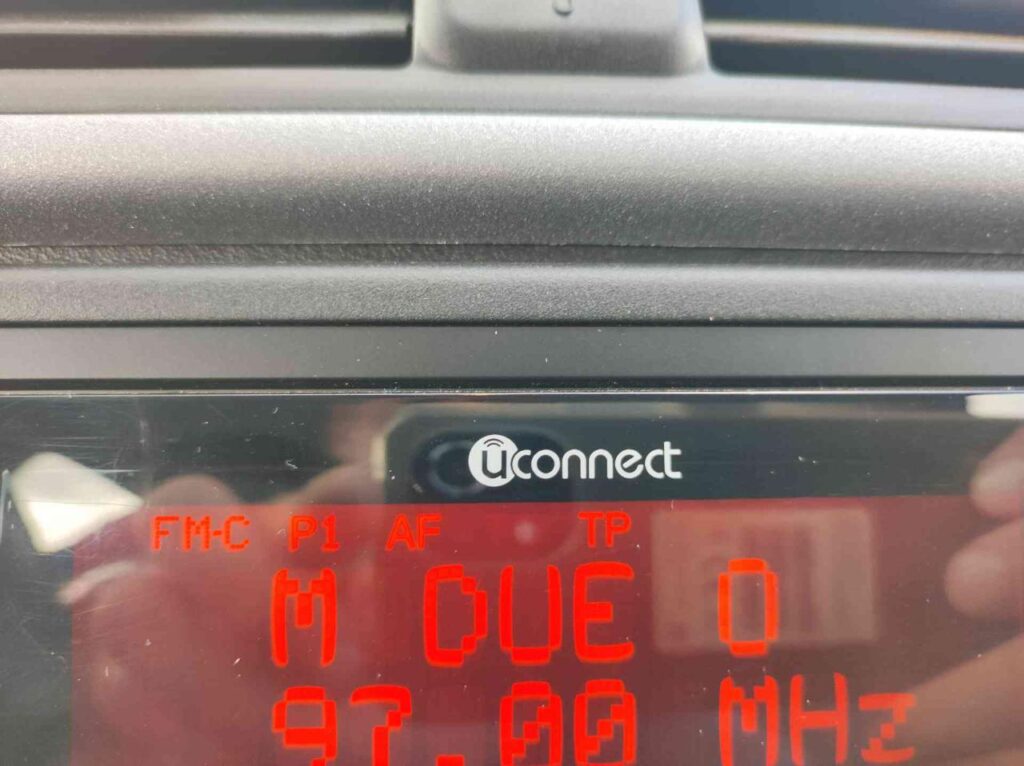 uconnect
FM-C P1 AF TP
M DUE O
97.00 MHz